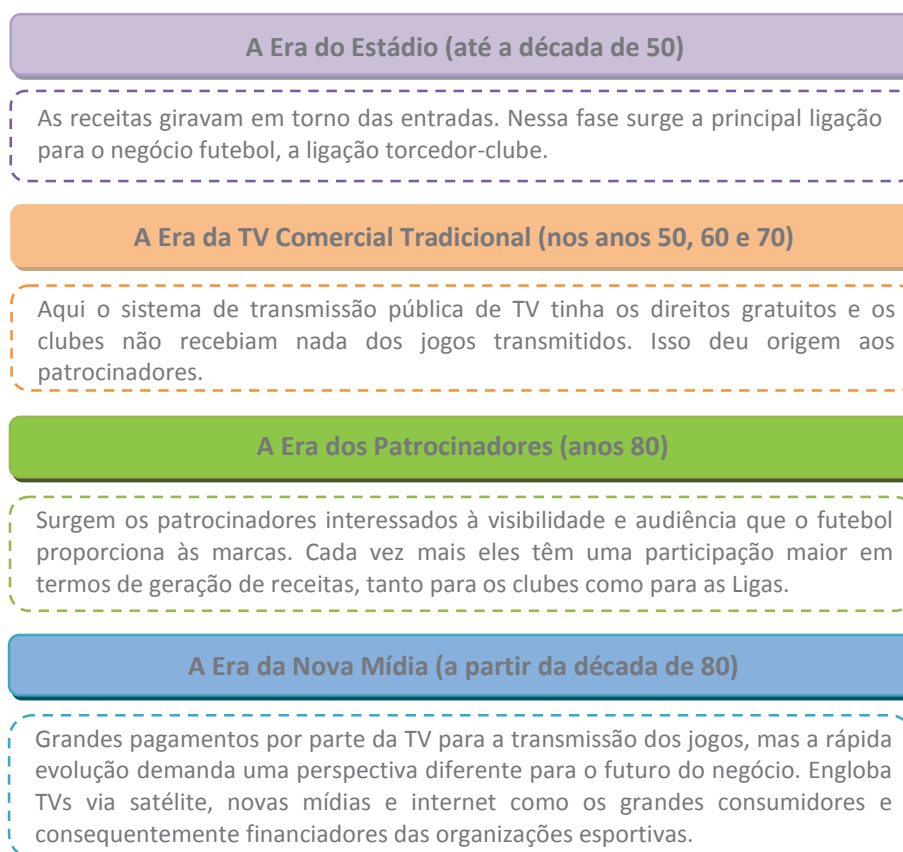 A Era do Estádio (até a década de 50)
As receitas giravam em torno das entradas. Nessa fase surge a principal ligação
para o negócio futebol, a ligação torcedor-clube.
A Era da TV Comercial Tradicional (nos anos 50, 60 e 70)
Aqui o sistema de transmissão pública de TV tinha os direitos gratuitos e os
clubes não recebiam nada dos jogos transmitidos. Isso deu origem aos
patrocinadores.
A Era dos Patrocinadores (anos 80)
Surgem os patrocinadores interessados à visibilidade e audiência que o futebol
proporciona às marcas. Cada vez mais eles têm uma participação maior em
termos de geração de receitas, tanto para os clubes como para as Ligas.
A Era da Nova Mídia (a partir da década de 80)
Grandes pagamentos por parte da TV para a transmissão dos jogos, mas a rápida
evolução demanda uma perspectiva diferente para o futuro do negócio. Engloba
TVs via satélite, novas mídias e internet como os grandes consumidores e
consequentemente financiadores das organizações esportivas.